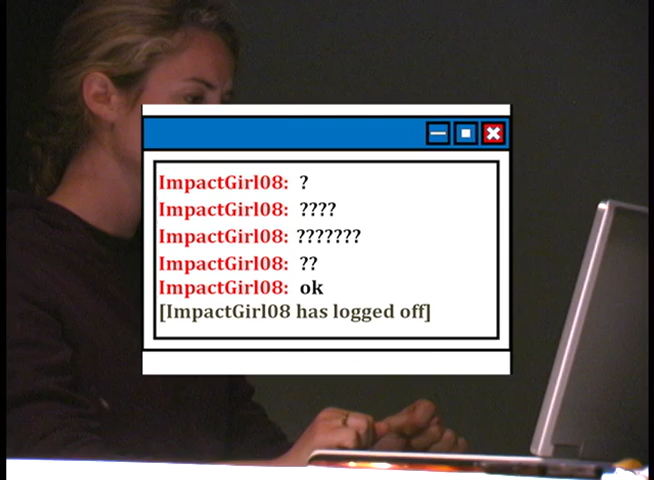 ImpactGirl08: ?
ImpactGirl08: ????
ImpactGirl08: ???????
ImpactGirl08: ??
ImpactGirl08: ok
[ImpactGirl08 has logged off]